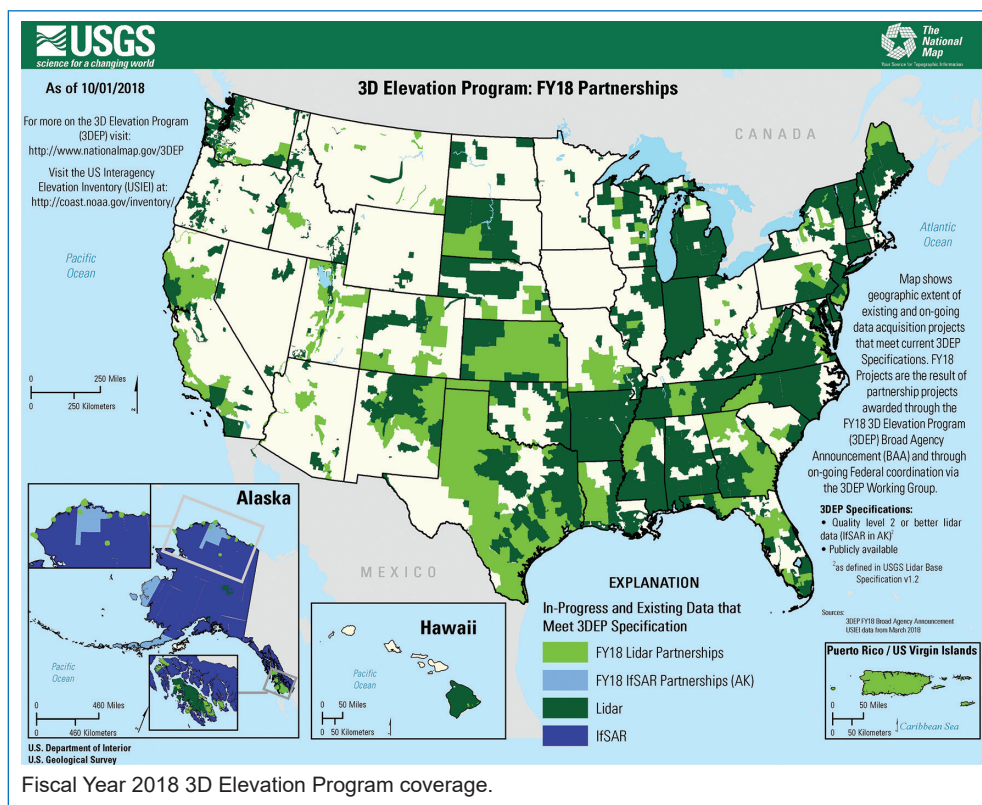 USGS
science for a changing world
The
National
Map
Your Source for Topographic Information
As of 10/01/2018
3D Elevation Program: FY18 Partnerships
For more on the 3D Elevation Program
(3DEP) visit:
http://www.nationalmap.gov/3DEP
Visit the US Interagency
Elevation Inventory (USIEI) at:
http://coast.noaa.gov/inventory/
CANADA
Pacific
Ocean
Atlantic
Ocean
Map shows
geographic extent of
existing and on-going
data acquisition projects
that meet current 3DEP
Specifications. FY18
Projects are the result of
partnership projects
awarded through the
FY18 3D Elevation Program
(3DEP) Broad Agency
Announcement (BAA) and through
on-going Federal coordination via
the 3DEP Working Group.
3DEP Specifications:
• Quality level 2 or better lidar
data (IfSAR in AK)²
• Publicly available
²as defined in USGS Lidar Base
Specification v1.2
Sources:
3DEP FY18 Broad Agency Announcement
USIEI data from March 2018
0 250 Miles
0 250 Kilometers
MEXICO
Alaska
Pacific
Ocean
0 460 Miles
0 460 Kilometers
Hawaii
Pacific
Ocean
0 50 Miles
0 50 Kilometers
EXPLANATION
In-Progress and Existing Data that
Meet 3DEP Specification
FY18 Lidar Partnerships
FY18 IfSAR Partnerships (AK)
Lidar
IfSAR
Puerto Rico / US Virgin Islands
0 50 Miles
0 50 Kilometers
Caribbean Sea
U.S. Department of Interior
U.S. Geological Survey
Fiscal Year 2018 3D Elevation Program coverage.